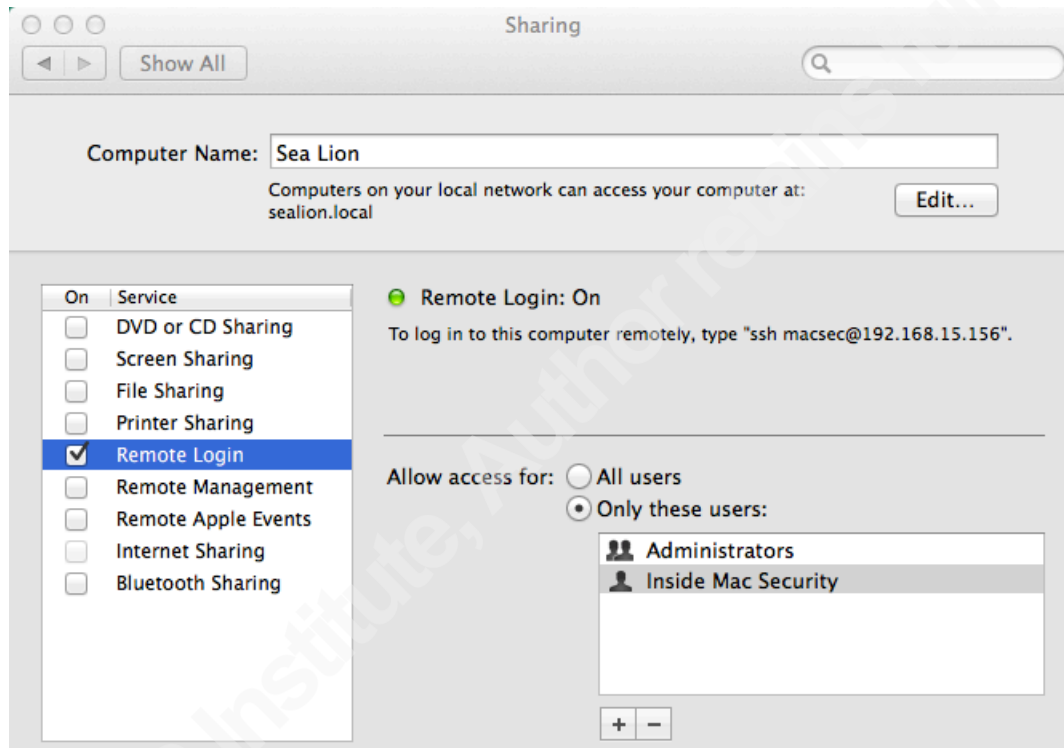 Sharing
Show All
Computer Name: Sea Lion
Computers on your local network can access your computer at:
sealion.local
Edit...
On Service
DVD or CD Sharing
Screen Sharing
File Sharing
Printer Sharing
Remote Login
Remote Management
Remote Apple Events
Internet Sharing
Bluetooth Sharing
Remote Login: On
To log in to this computer remotely, type "ssh macsec@192.168.15.156".
Allow access for: All users
Only these users:
Administrators
Inside Mac Security
+ −
Institute, Author retains